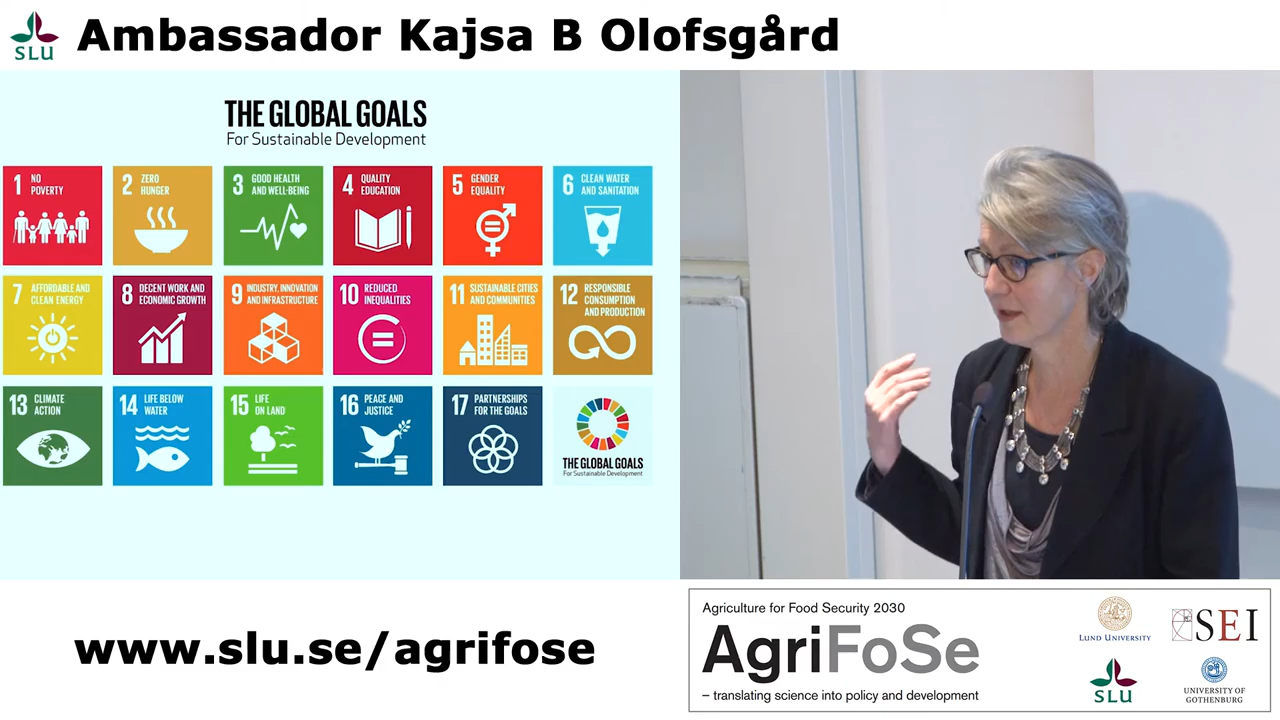 SLU
Ambassador Kajsa B Olofsgård
THE GLOBAL GOALS
For Sustainable Development
1 NO
POVERTY
2 ZERO
HUNGER
3 GOOD HEALTH
AND WELL-BEING
4 QUALITY
EDUCATION
5 GENDER
EQUALITY
6 CLEAN WATER
AND SANITATION
7 AFFORDABLE AND
CLEAN ENERGY
8 DECENT WORK AND
ECONOMIC GROWTH
9 INDUSTRY, INNOVATION
AND INFRASTRUCTURE
10 REDUCED
INEQUALITIES
11 SUSTAINABLE CITIES
AND COMMUNITIES
12 RESPONSIBLE
CONSUMPTION
AND PRODUCTION
13 CLIMATE
ACTION
14 LIFE BELOW
WATER
15 LIFE
ON LAND
16 PEACE AND
JUSTICE
17 PARTNERSHIPS
FOR THE GOALS
THE GLOBAL GOALS
For Sustainable Development
www.slu.se/agrifose
Agriculture for Food Security 2030
AgriFoSe
– translating science into policy and development
LUND UNIVERSITY
SEI
SLU
UNIVERSITY OF
GOTHENBURG